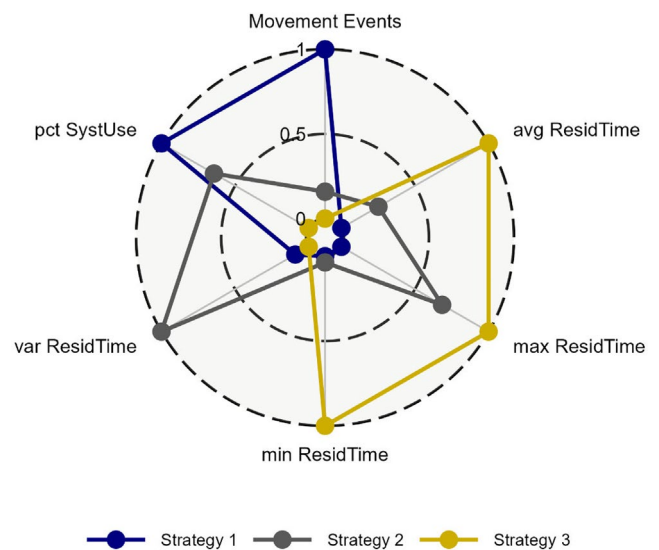 Movement Events
1
pct SystUse
avg ResidTime
0.5
0
var ResidTime
max ResidTime
min ResidTime
Strategy 1 Strategy 2 Strategy 3